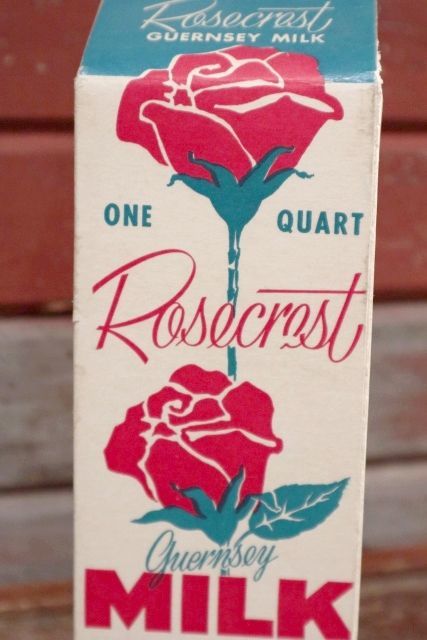 Rosecrest
GUERNSEY MILK
ONE QUART
Rosecrest
Guernsey
MILK